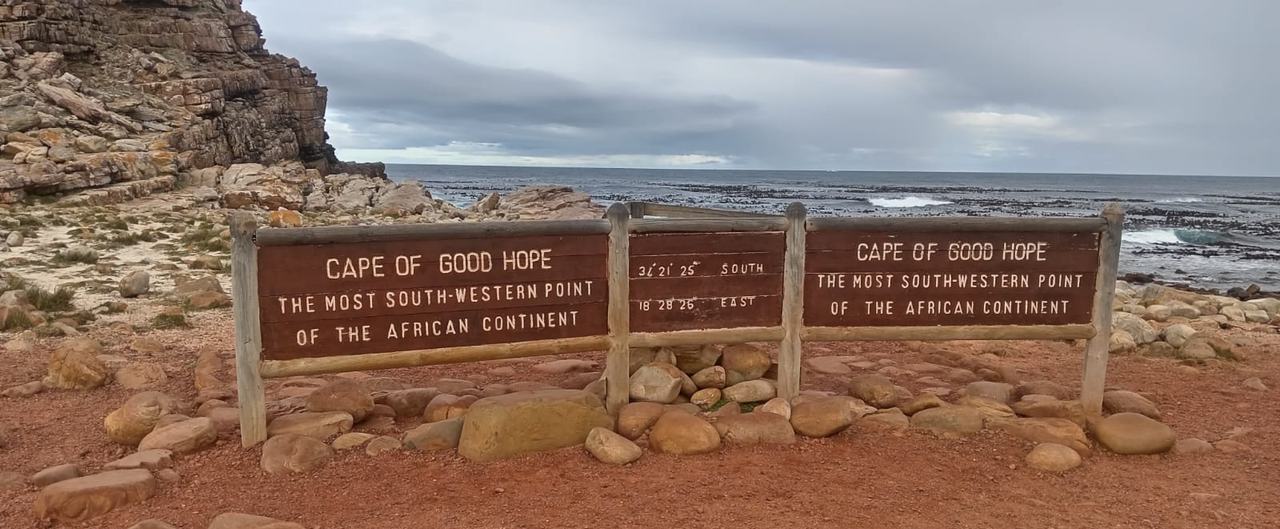 CAPE OF GOOD HOPE
THE MOST SOUTH-WESTERN POINT
OF THE AFRICAN CONTINENT
34° 21' 25" SOUTH
18° 28' 26" EAST
CAPE OF GOOD HOPE
THE MOST SOUTH-WESTERN POINT
OF THE AFRICAN CONTINENT